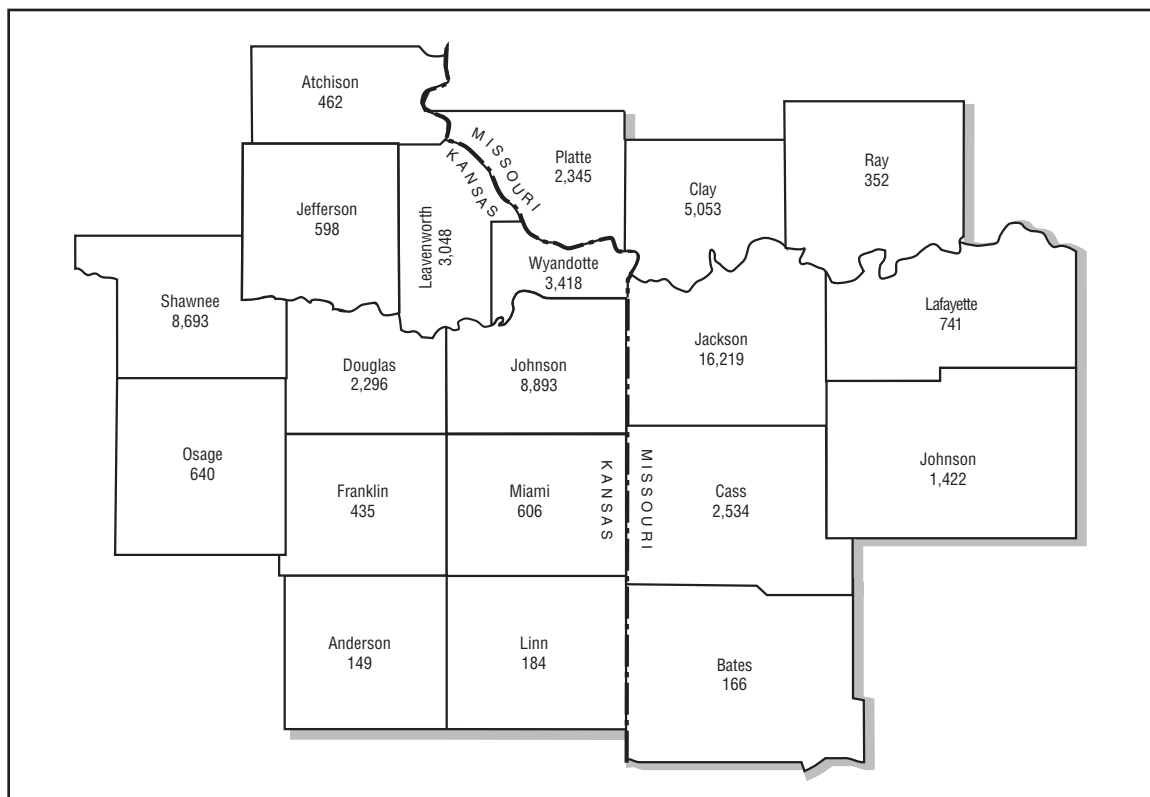 Atchison
462
MISSOURI
KANSAS
Platte
2,345
Clay
5,053
Ray
352
Jefferson
598
Leavenworth
3,048
Wyandotte
3,418
Shawnee
8,693
Lafayette
741
Douglas
2,296
Johnson
8,893
Jackson
16,219
Osage
640
Franklin
435
Miami
606
KANSAS
MISSOURI
Cass
2,534
Johnson
1,422
Anderson
149
Linn
184
Bates
166